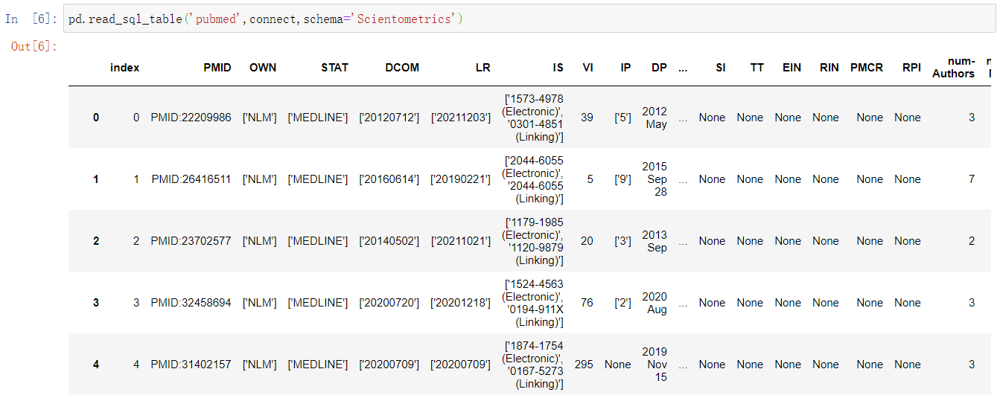 In [6]: pd.read_sql_table('pubmed',connect,schema='Scientometrics')
Out[6]:
index PMID OWN STAT DCOM LR IS VI IP DP ... SI TT EIN RIN PMCR RPI num-Authors
0 0 PMID:22209986 ['NLM'] ['MEDLINE'] ['20120712'] ['20211203'] ['1573-4978 (Electronic)', '0301-4851 (Linking)'] 39 ['5'] 2012 May ... None None None None None None 3
1 1 PMID:26416511 ['NLM'] ['MEDLINE'] ['20160614'] ['20190221'] ['2044-6055 (Electronic)', '2044-6055 (Linking)'] 5 ['9'] 2015 Sep 28 ... None None None None None None 7
2 2 PMID:23702577 ['NLM'] ['MEDLINE'] ['20140502'] ['20211021'] ['1179-1985 (Electronic)', '1120-9879 (Linking)'] 20 ['3'] 2013 Sep ... None None None None None None 2
3 3 PMID:32458694 ['NLM'] ['MEDLINE'] ['20200720'] ['20201218'] ['1524-4563 (Electronic)', '0194-911X (Linking)'] 76 ['2'] 2020 Aug ... None None None None None None 3
4 4 PMID:31402157 ['NLM'] ['MEDLINE'] ['20200709'] ['20200709'] ['1874-1754 (Electronic)', '0167-5273 (Linking)'] 295 None 2019 Nov 15 ... None None None None None None 3